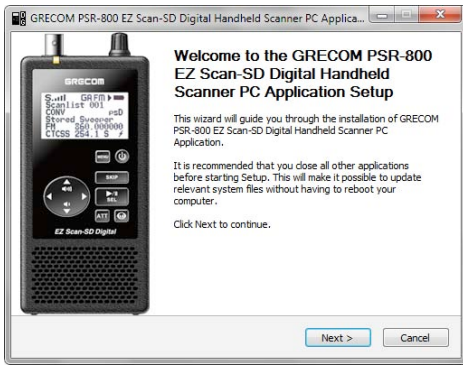 GRECOM PSR-800 EZ Scan-SD Digital Handheld Scanner PC Applica...
GRECOM
Scanlist 001
CONV psD
Stored Sweeper
FM 860.000000
CTCSS 254.1 S
MENU
SKIP
SEL
ATT
EZ Scan-SD Digital
Welcome to the GRECOM PSR-800
EZ Scan-SD Digital Handheld
Scanner PC Application Setup
This wizard will guide you through the installation of GRECOM
PSR-800 EZ Scan-SD Digital Handheld Scanner PC
Application.
It is recommended that you close all other applications
before starting Setup. This will make it possible to update
relevant system files without having to reboot your
computer.
Click Next to continue.
Next >
Cancel